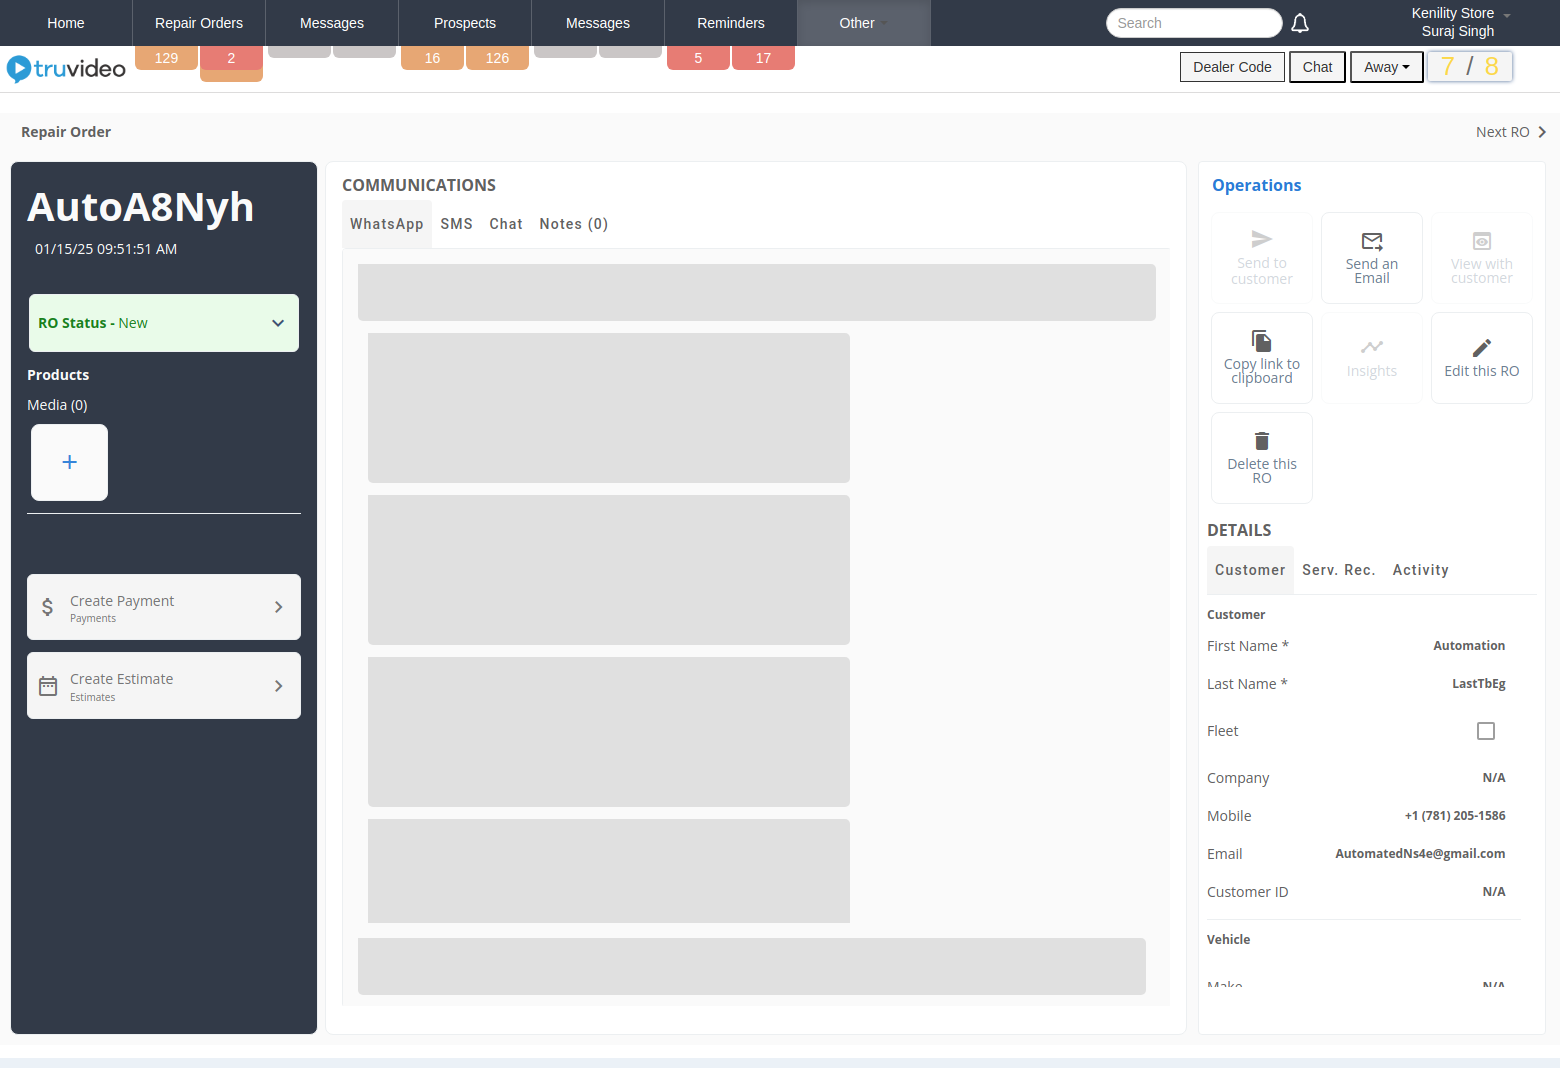 Home
Repair Orders
Messages
Prospects
Messages
Reminders
Other
Search
Kenility Store
Suraj Singh
truvideo
129
2
16
126
5
17
Dealer Code
Chat
Away
7 / 8
Repair Order
Next RO
AutoA8Nyh
01/15/25 09:51:51 AM
RO Status - New
Products
Media (0)
+
Create Payment
Payments
Create Estimate
Estimates
COMMUNICATIONS
WhatsApp
SMS
Chat
Notes (0)
Operations
Send to
customer
Send an
Email
View with
customer
Copy link to
clipboard
Insights
Edit this RO
Delete this
RO
DETAILS
Customer
Serv. Rec.
Activity
Customer
First Name * Automation
Last Name * LastTbEg
Fleet
Company N/A
Mobile +1 (781) 205-1586
Email AutomatedNs4e@gmail.com
Customer ID N/A
Vehicle
Make N/A